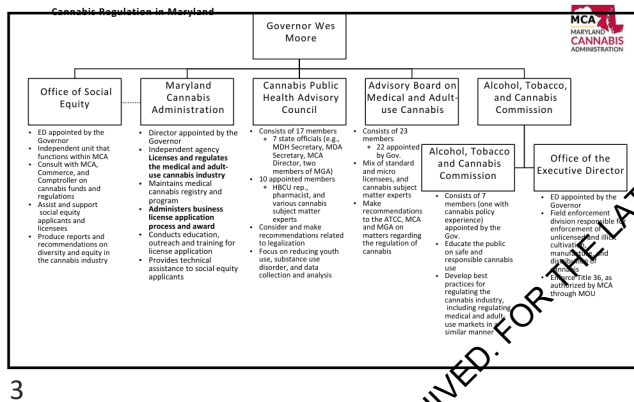 Cannabis Regulation in Maryland
MCA
MARYLAND
CANNABIS
ADMINISTRATION
Governor Wes
Moore
Office of Social
Equity
• ED appointed by the
Governor
• Independent unit that
functions within MCA
• Consult with MCA,
Commerce, and
Comptroller on
cannabis funds and
regulations
• Assist and support
social equity
applicants and
licensees
• Produce reports and
recommendations on
diversity and equity in
the cannabis industry
Maryland
Cannabis
Administration
• Director appointed by the
Governor
• Independent agency
• Licenses and regulates
the medical and adult-
use cannabis industry
• Maintains medical
cannabis registry and
program
• Administers business
license application
process and award
• Conducts education,
outreach and training for
license application
• Provides technical
assistance to social equity
applicants
Cannabis Public
Health Advisory
Council
• Consists of 17 members
7 state officials (e.g.,
MDH Secretary, MDA
Secretary, MCA
Director, two
members of MGA)
• 10 appointed members
HBCU rep.,
pharmacist, and
various cannabis
subject matter
experts
• Consider and make
recommendations related
to legalization
• Focus on reducing youth
use, substance use
disorder, and data
collection and analysis
Advisory Board on
Medical and Adult-
use Cannabis
• Consists of 23
members
22 appointed
by Gov.
• Mix of standard
and micro
licensees, and
cannabis subject
matter experts
• Make
recommendations
to the ATCC, MCA
and MGA on
matters regarding
the regulation of
cannabis
Alcohol, Tobacco,
and Cannabis
Commission
Alcohol, Tobacco
and Cannabis
Commission
• Consists of 7
members (one with
cannabis policy
experience)
appointed by the
Gov.
• Educate the public
on safe and
responsible cannabis
use
• Develop best
practices for
regulating the
cannabis industry,
including regulating
medical and adult-
use markets in a
similar manner
Office of the
Executive Director
• ED appointed by the
Governor
• Field enforcement
division responsible for
enforcement of
unlicensed and illicit
cultivation,
manufacture, and
distribution of
cannabis
• Enforce Title 36, as
authorized by MCA
through MOU
3